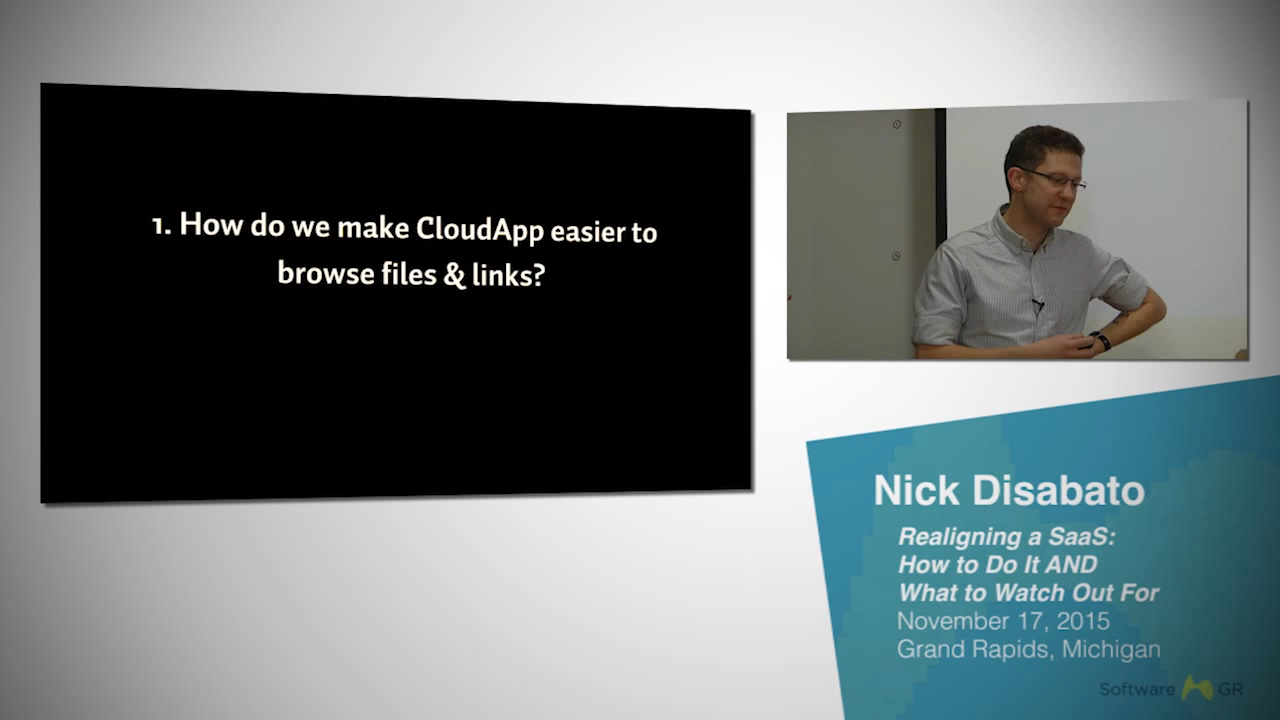 1. How do we make CloudApp easier to
browse files & links?
Nick Disabato
Realigning a SaaS:
How to Do It AND
What to Watch Out For
November 17, 2015
Grand Rapids, Michigan
Software GR